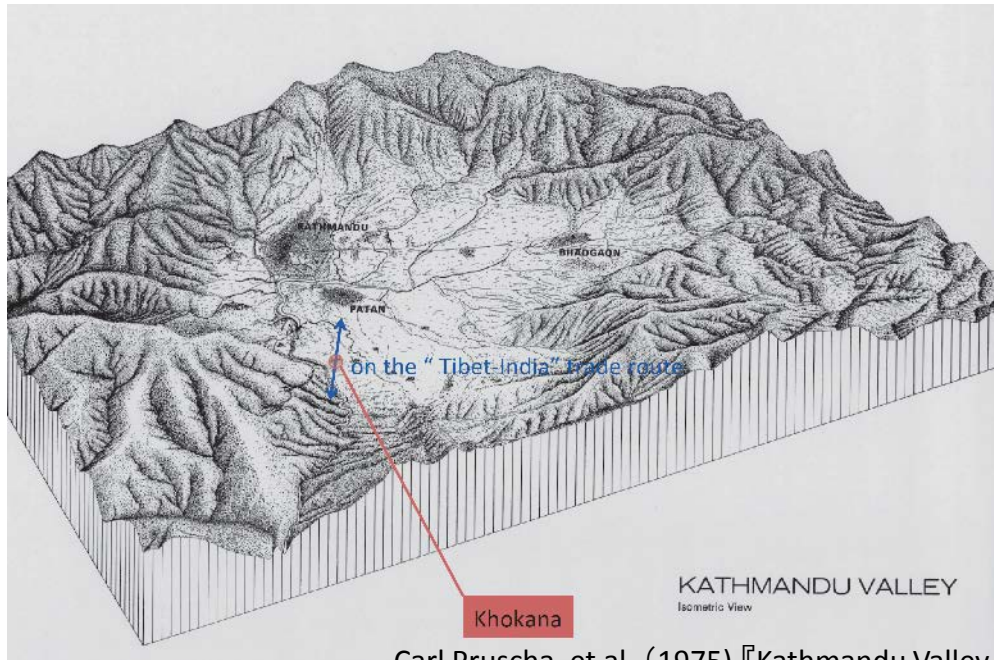 KATHMANDU
BHADGAON
PATAN
on the “ Tibet-India” trade route
Khokana
KATHMANDU VALLEY
Isometric View
Carl Pruscha, et al. (1975)『Kathmandu Valley